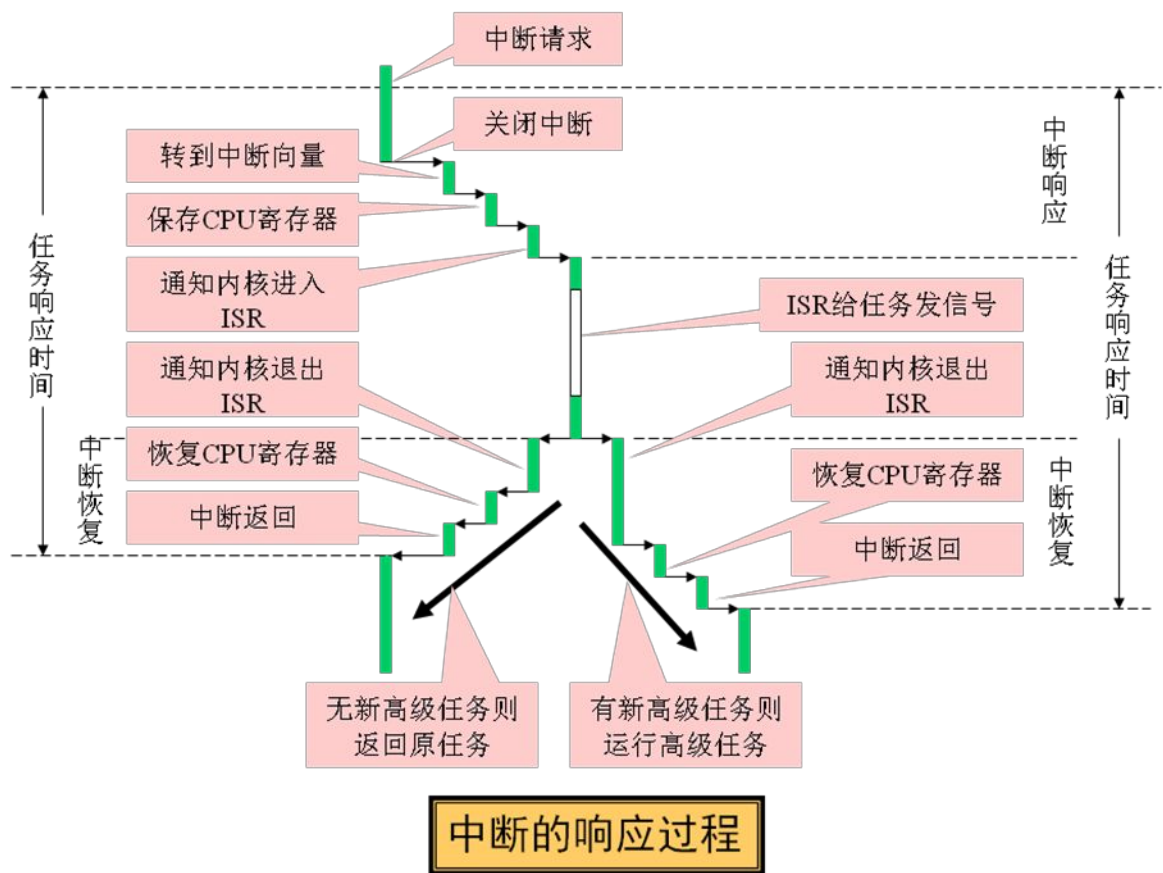 中断请求
关闭中断
转到中断向量
保存CPU寄存器
通知内核进入
ISR
ISR给任务发信号
通知内核退出
ISR
通知内核退出
ISR
恢复CPU寄存器
中断返回
恢复CPU寄存器
中断返回
任务响应时间
中断恢复
中断响应
任务响应时间
中断恢复
无新高级任务则
返回原任务
有新高级任务则
运行高级任务
中断的响应过程